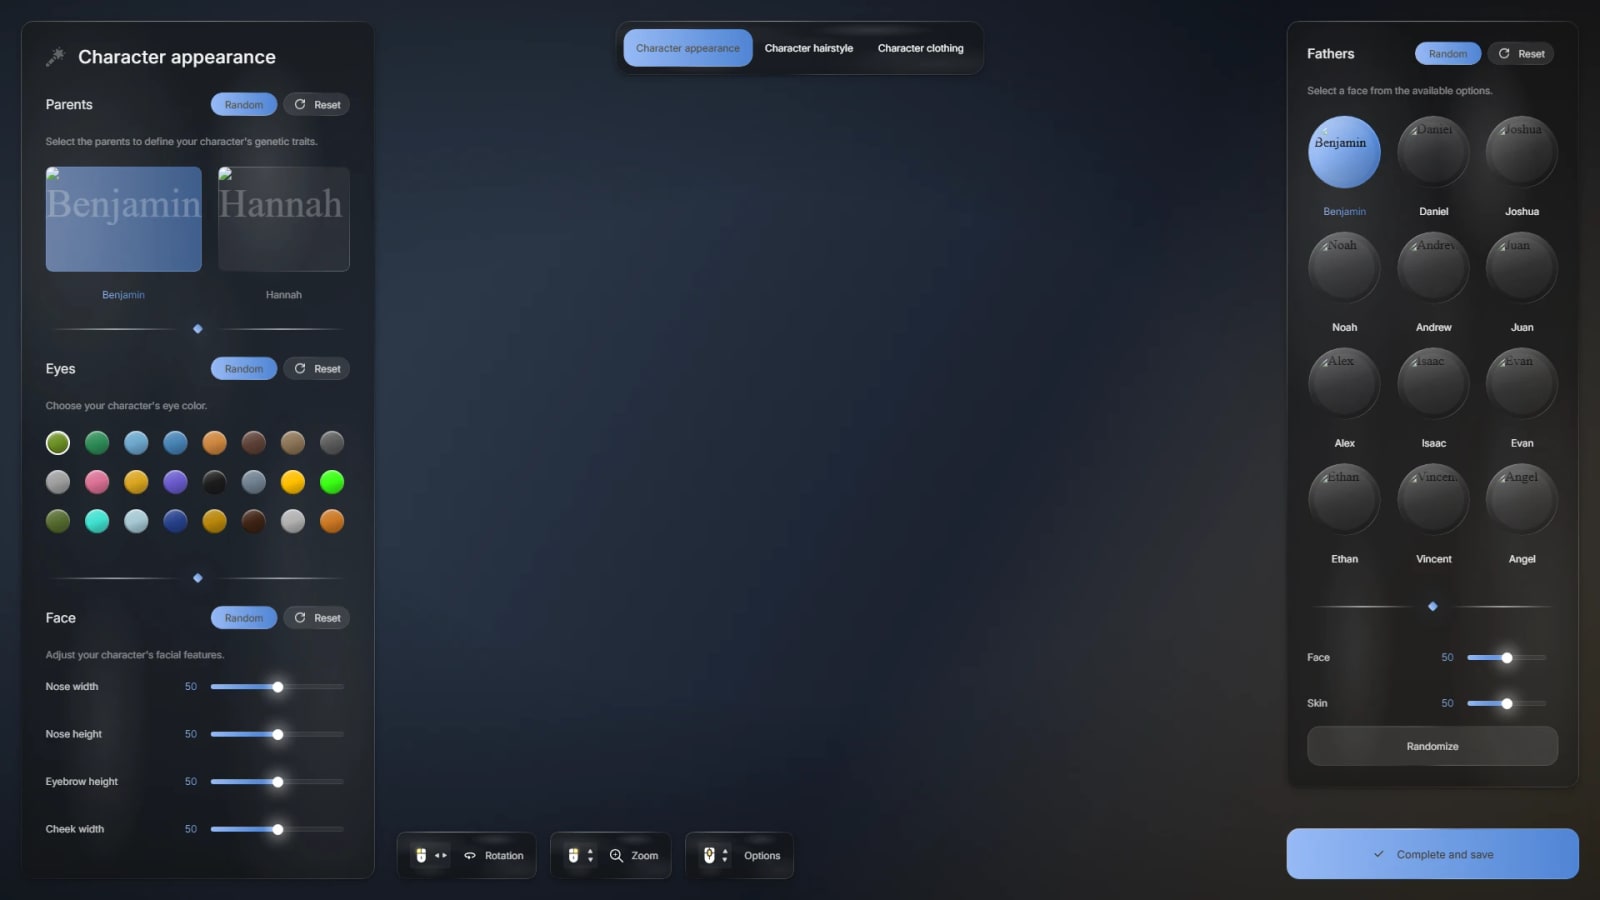 Character appearance
Parents
Random
Reset
Select the parents to define your character's genetic traits.
Benjamin
Hannah
Benjamin
Hannah
Eyes
Random
Reset
Choose your character's eye color.
Face
Random
Reset
Adjust your character's facial features.
Nose width 50
Nose height 50
Eyebrow height 50
Cheek width 50
Character appearance
Character hairstyle
Character clothing
Rotation
Zoom
Options
Fathers
Random
Reset
Select a face from the available options.
Benjamin
Daniel
Joshua
Benjamin
Daniel
Joshua
Noah
Andrew
Juan
Noah
Andrew
Juan
Alex
Isaac
Evan
Alex
Isaac
Evan
Ethan
Vincen
Angel
Ethan
Vincent
Angel
Face 50
Skin 50
Randomize
Complete and save